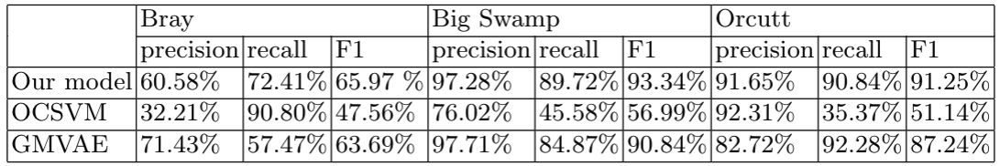 Bray Big Swamp Orcutt
precision recall F1 precision recall F1 precision recall F1
Our model 60.58% 72.41% 65.97 % 97.28% 89.72% 93.34% 91.65% 90.84% 91.25%
OCSVM 32.21% 90.80% 47.56% 76.02% 45.58% 56.99% 92.31% 35.37% 51.14%
GMVAE 71.43% 57.47% 63.69% 97.71% 84.87% 90.84% 82.72% 92.28% 87.24%